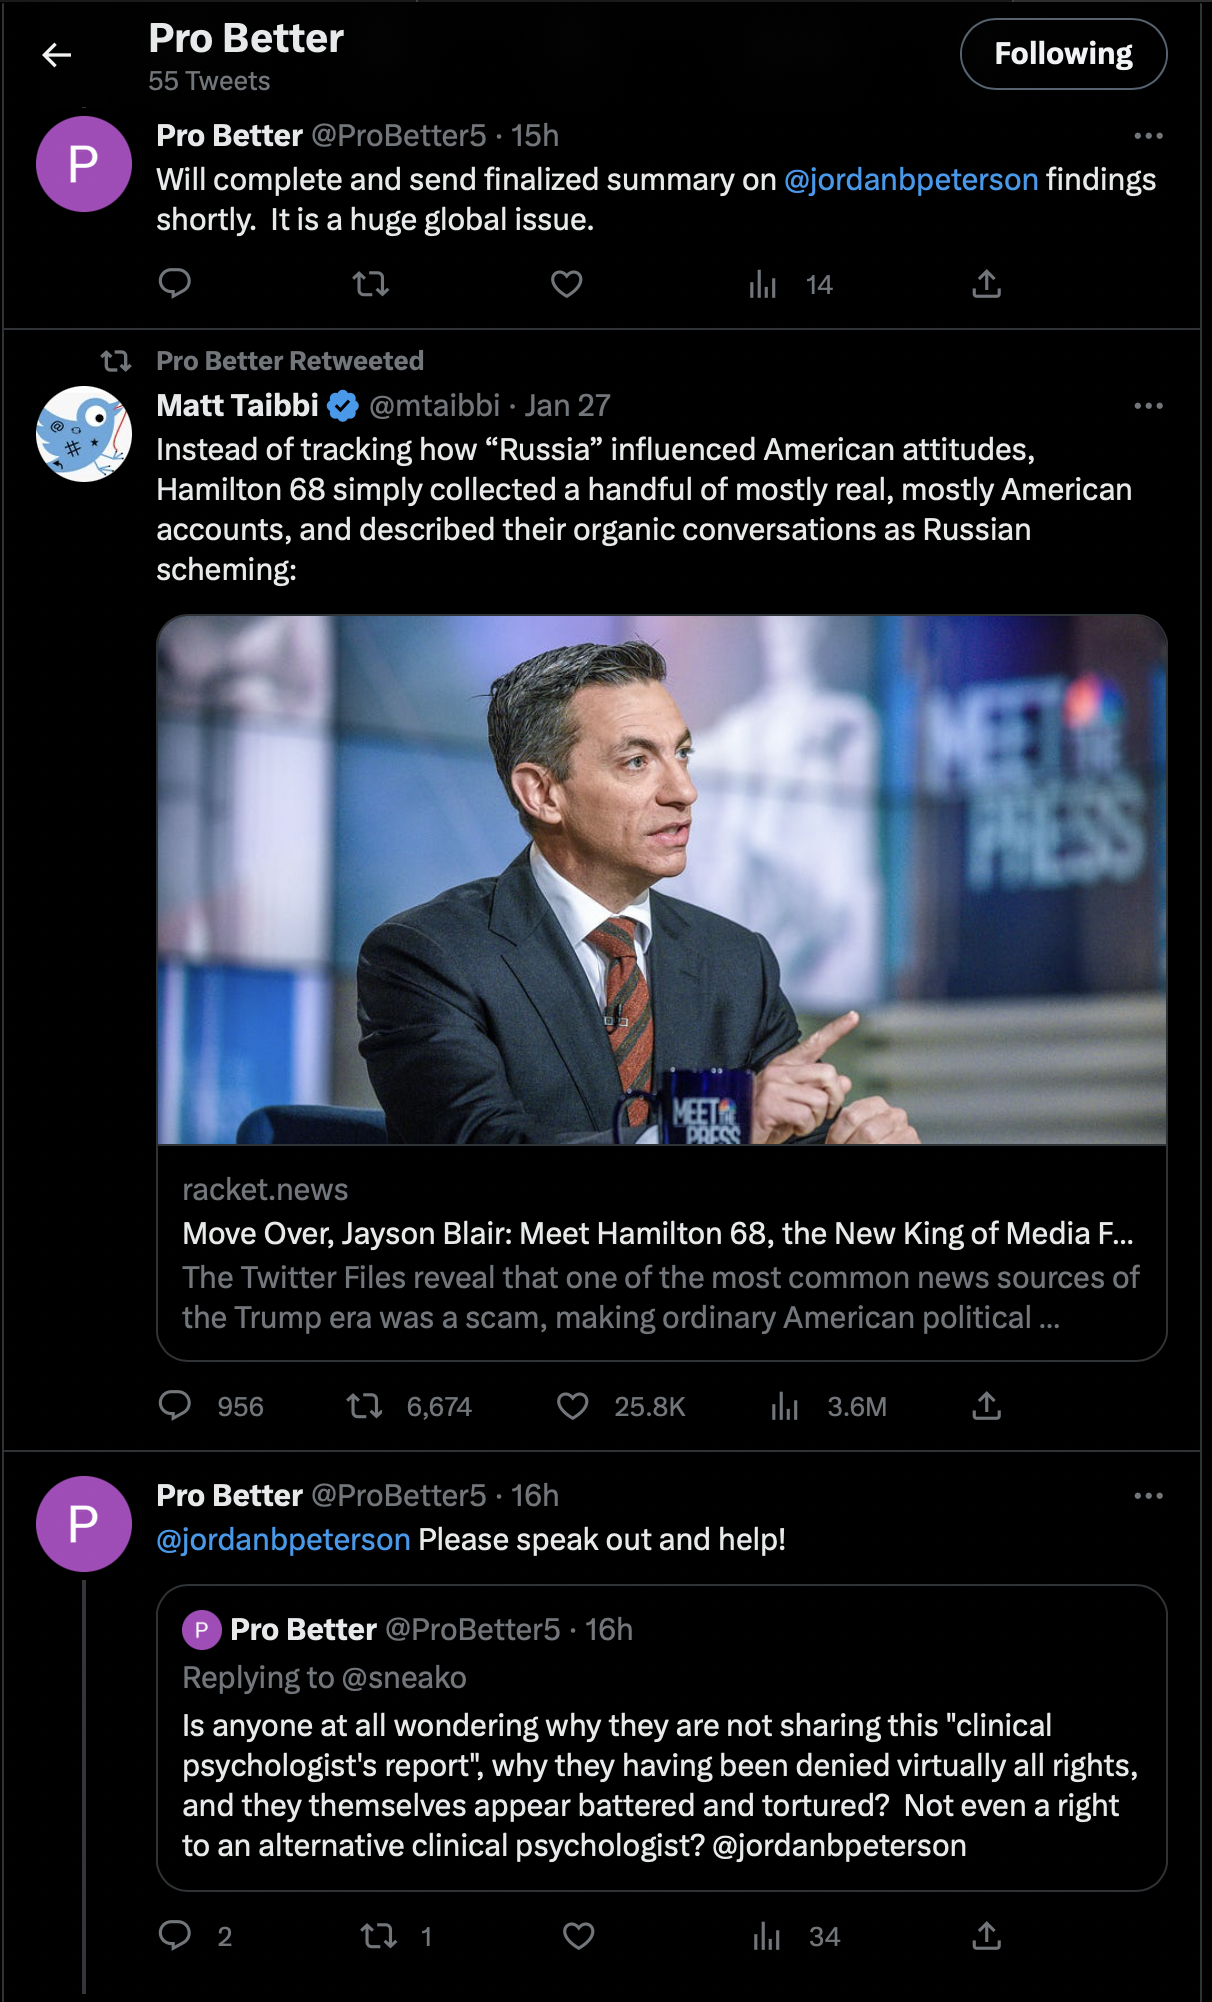 Pro Better
55 Tweets
Following
P
Pro Better @ProBetter5 · 15h
Will complete and send finalized summary on @jordanbpeterson findings
shortly.  It is a huge global issue.
14
Pro Better Retweeted
Matt Taibbi @mtaibbi · Jan 27
Instead of tracking how “Russia” influenced American attitudes,
Hamilton 68 simply collected a handful of mostly real, mostly American
accounts, and described their organic conversations as Russian
scheming:
MEET THE
PRESS
MEET THE
PRESS
racket.news
Move Over, Jayson Blair: Meet Hamilton 68, the New King of Media F...
The Twitter Files reveal that one of the most common news sources of
the Trump era was a scam, making ordinary American political ...
956 6,674 25.8K 3.6M
P
Pro Better @ProBetter5 · 16h
@jordanbpeterson Please speak out and help!
P Pro Better @ProBetter5 · 16h
Replying to @sneako
Is anyone at all wondering why they are not sharing this "clinical
psychologist's report", why they having been denied virtually all rights,
and they themselves appear battered and tortured?  Not even a right
to an alternative clinical psychologist? @jordanbpeterson
2 1 34